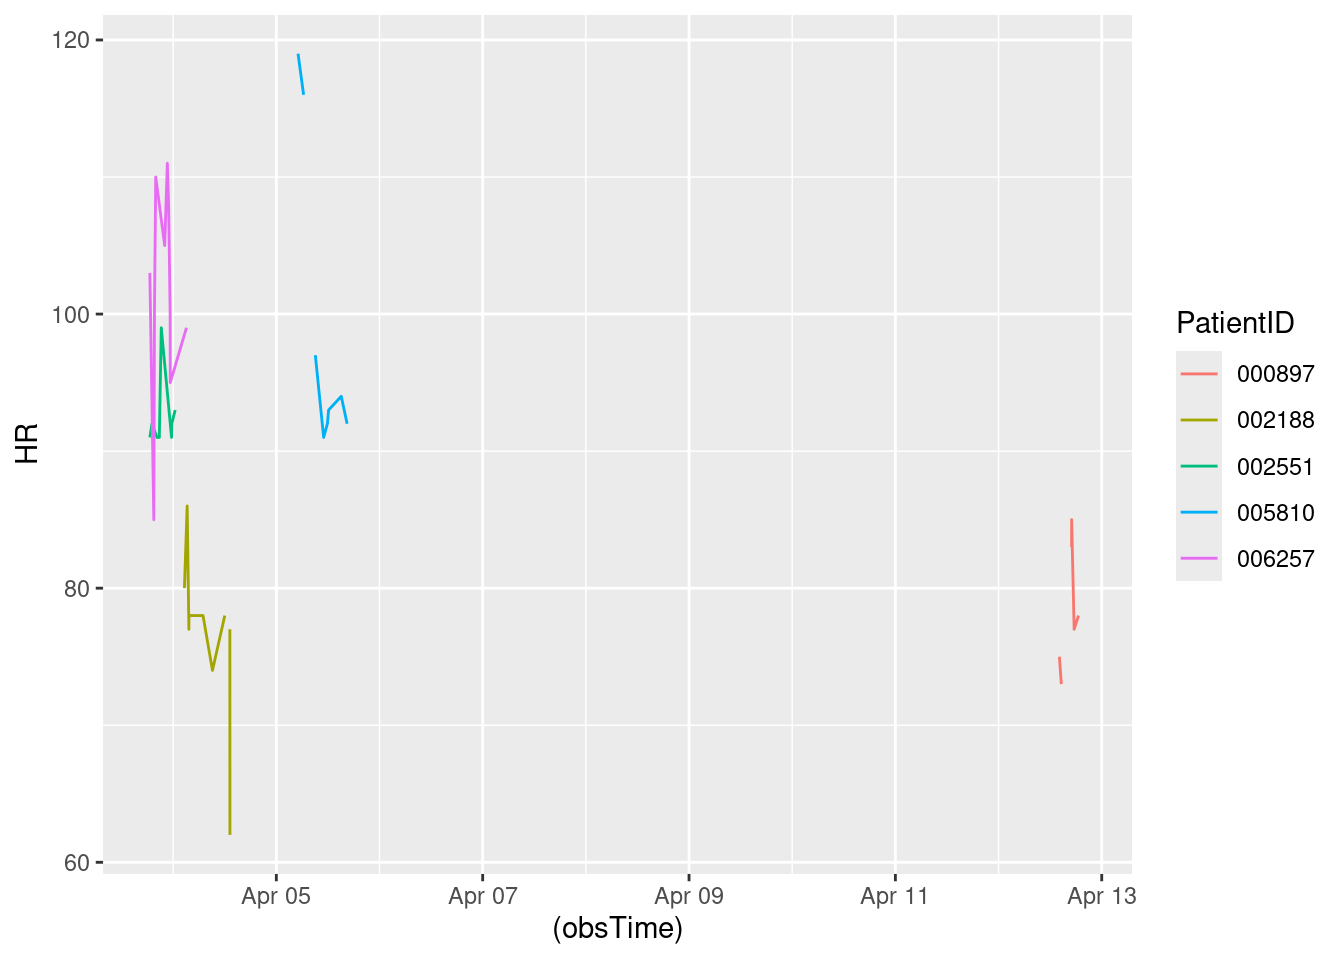 120
100
80
60
HR
Apr 05
Apr 07
Apr 09
Apr 11
Apr 13
(obsTime)
PatientID
000897
002188
002551
005810
006257